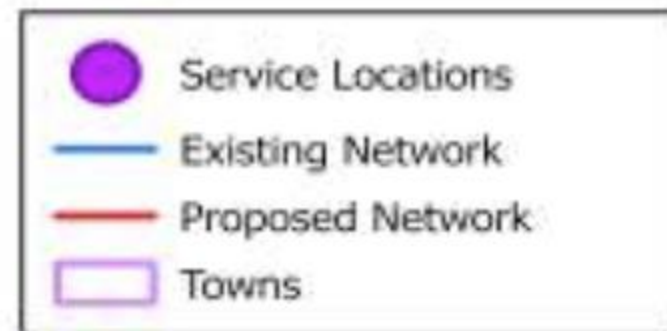 Service Locations
Existing Network
Proposed Network
Towns